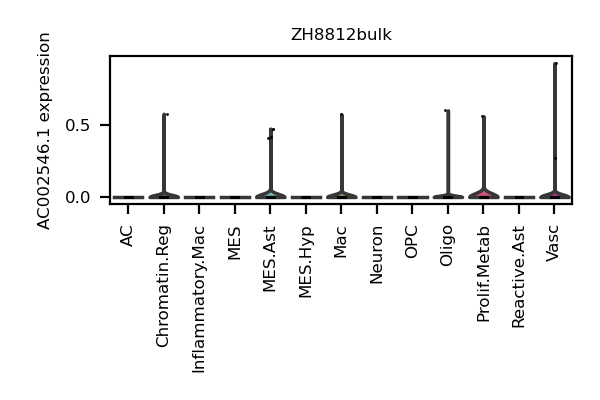 ZH8812bulk
AC002546.1 expression
0.5
0.0
AC
Chromatin.Reg
Inflammatory.Mac
MES
MES.Ast
MES.Hyp
Mac
Neuron
OPC
Oligo
Prolif.Metab
Reactive.Ast
Vasc